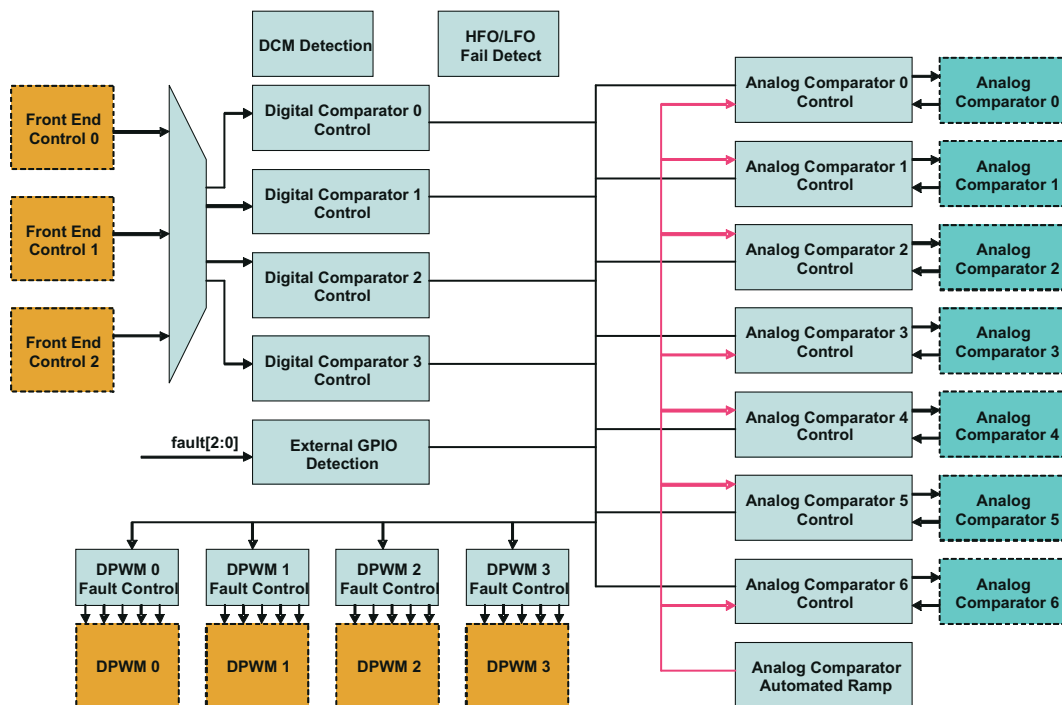 DCM Detection
HFO/LFO
Fail Detect
Front End
Control 0
Front End
Control 1
Front End
Control 2
Digital Comparator 0
Control
Digital Comparator 1
Control
Digital Comparator 2
Control
Digital Comparator 3
Control
fault[2:0]
External GPIO
Detection
Analog Comparator 0
Control
Analog
Comparator 0
Analog Comparator 1
Control
Analog
Comparator 1
Analog Comparator 2
Control
Analog
Comparator 2
Analog Comparator 3
Control
Analog
Comparator 3
Analog Comparator 4
Control
Analog
Comparator 4
Analog Comparator 5
Control
Analog
Comparator 5
Analog Comparator 6
Control
Analog
Comparator 6
Analog Comparator
Automated Ramp
DPWM 0
Fault Control
DPWM 1
Fault Control
DPWM 2
Fault Control
DPWM 3
Fault Control
DPWM 0
DPWM 1
DPWM 2
DPWM 3